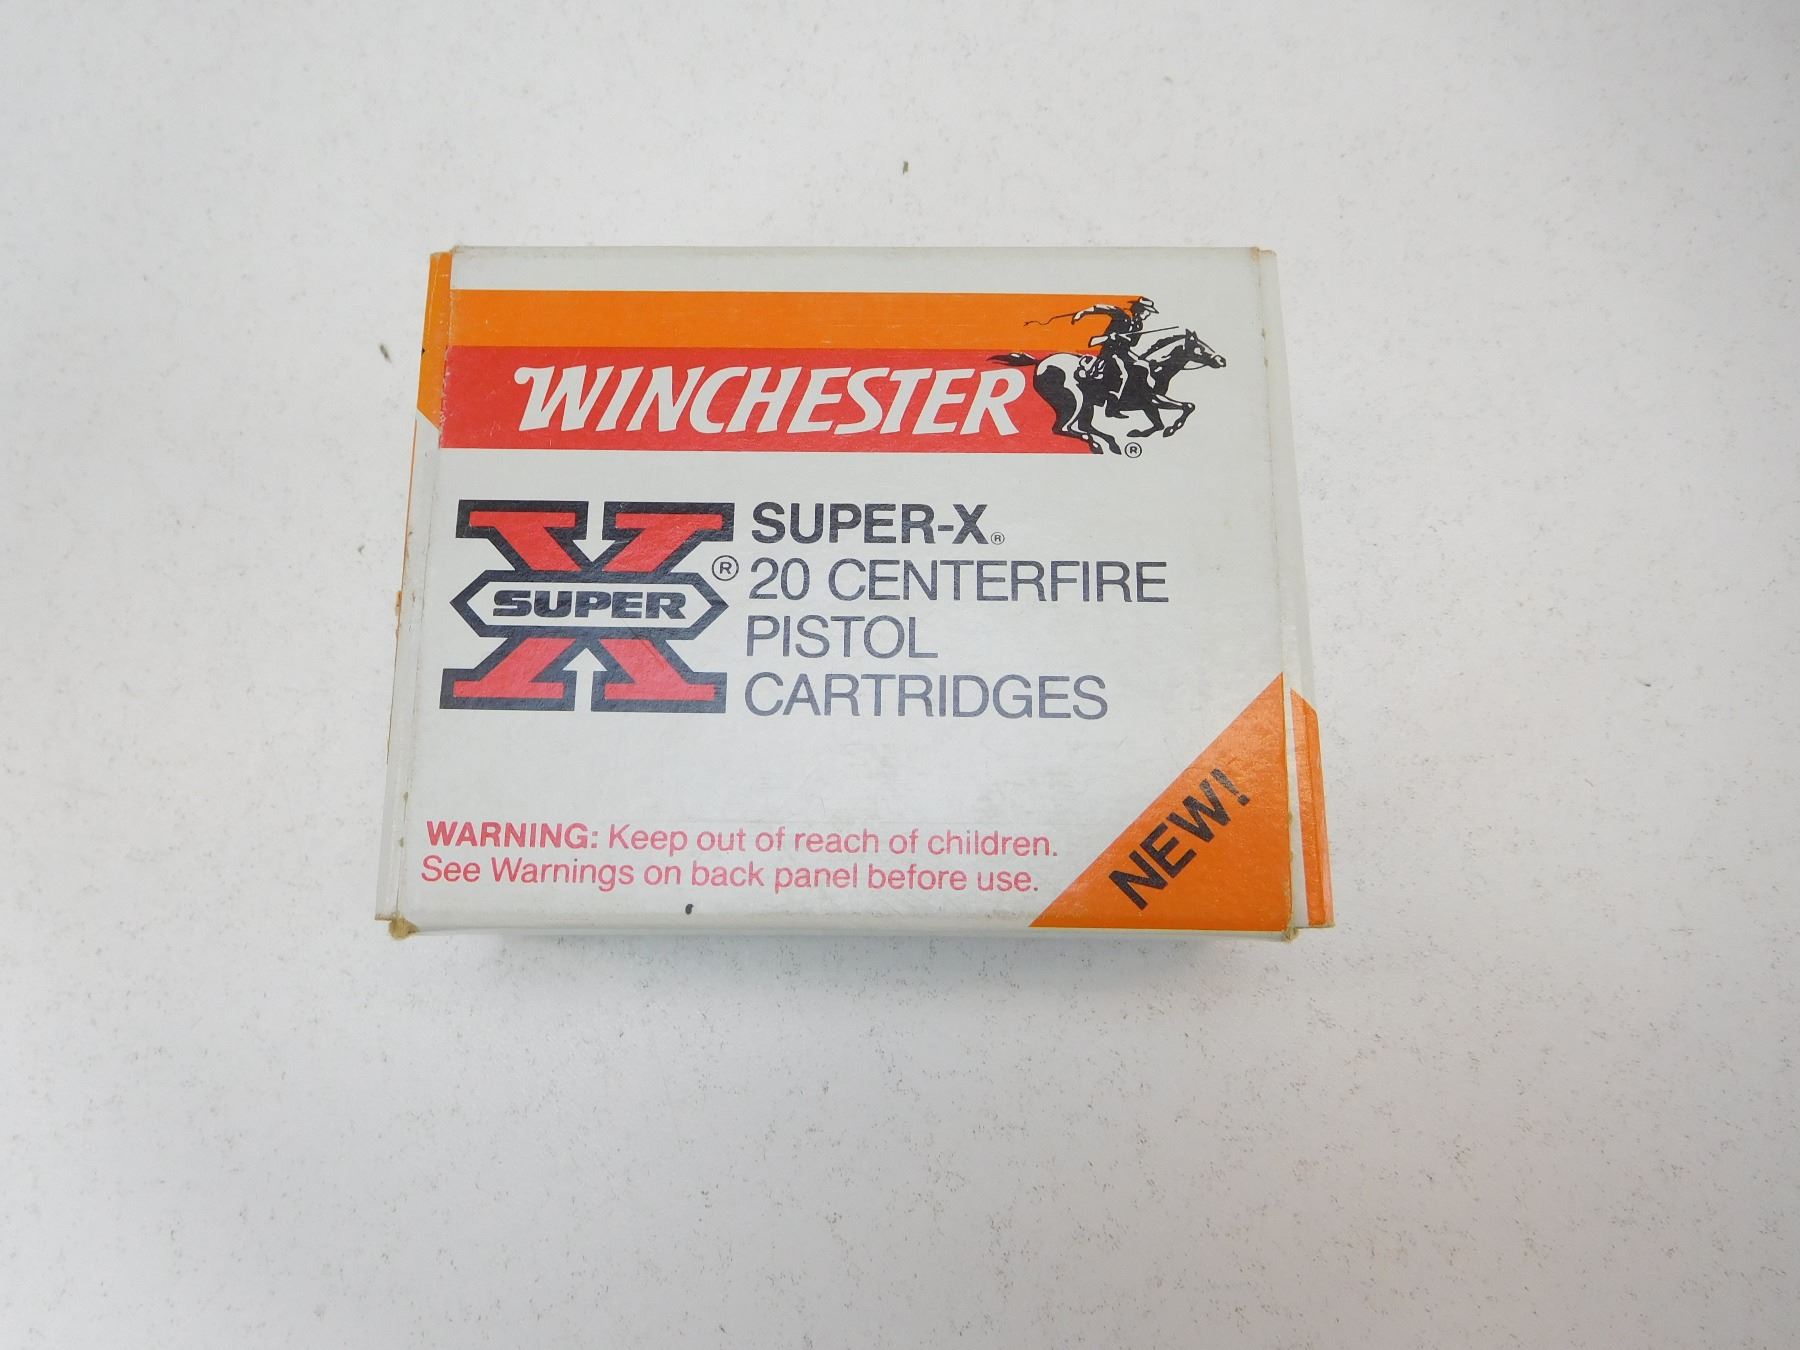 WINCHESTER
®
SUPER
®
SUPER-X®
20 CENTERFIRE
PISTOL
CARTRIDGES
WARNING: Keep out of reach of children.
See Warnings on back panel before use.
NEW!